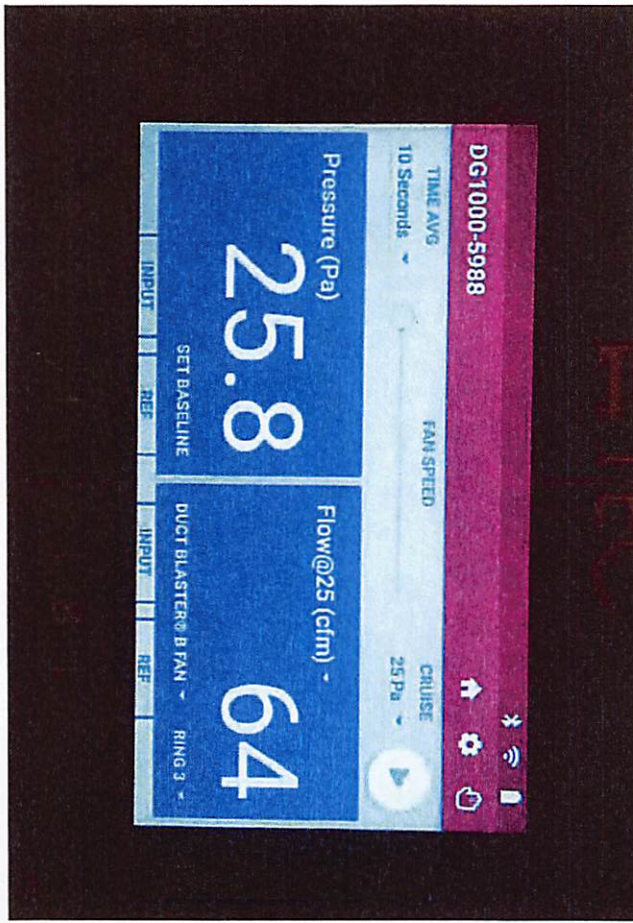 DG1000-5988
TIME AVG
10 Seconds
FAN SPEED
CRUISE
25 Pa
Pressure (Pa)
25.8
SET BASELINE
Flow@25 (cfm)
64
DUCT BLASTER® B FAN RING 3
INPUT REF INPUT REF